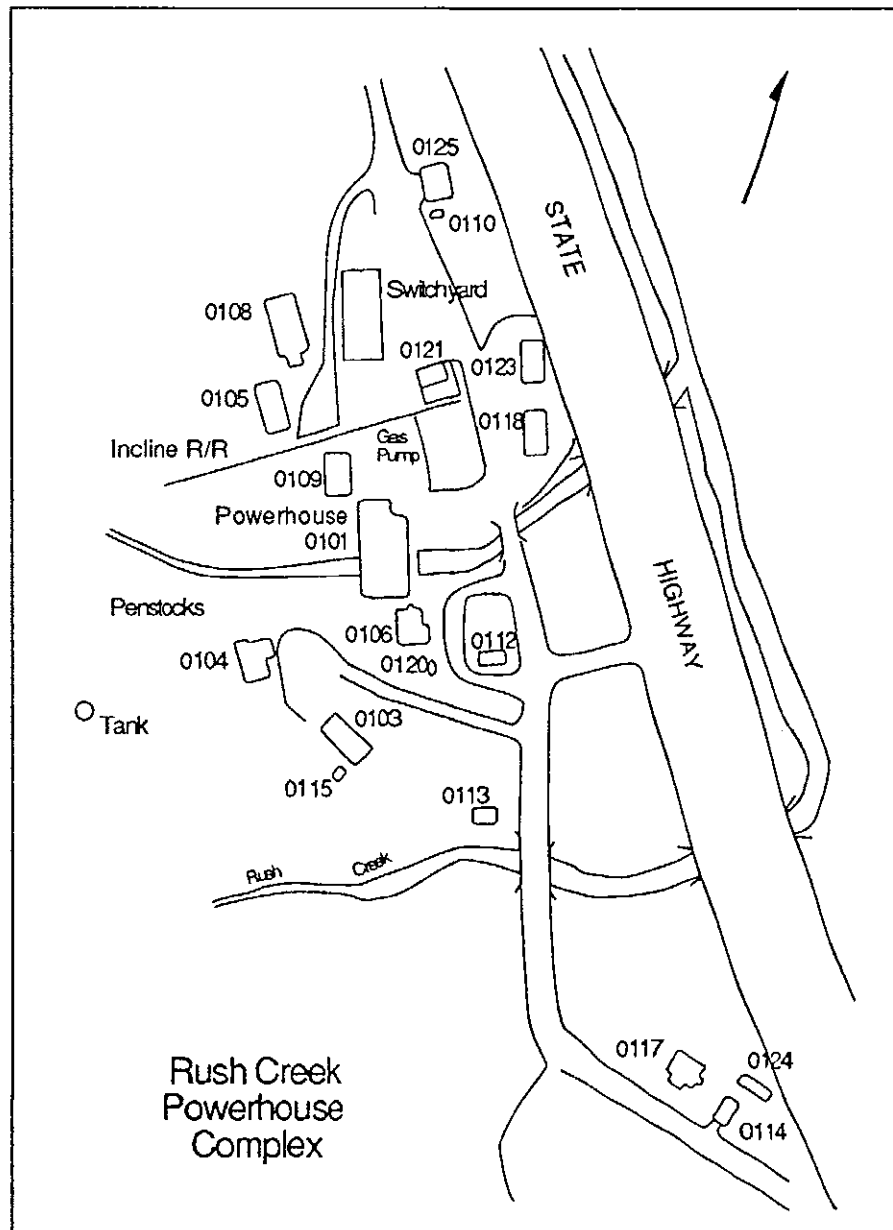 0125
0110
STATE
Switchyard
0108
0121
0123
0105
0118
Incline R/R
Gas
Pump
0109
Powerhouse
0101
HIGHWAY
Penstocks
0106
0112
0104
0120
Tank
0103
0115
0113
Rush Creek
0117
0124
0114
Rush Creek
Powerhouse
Complex